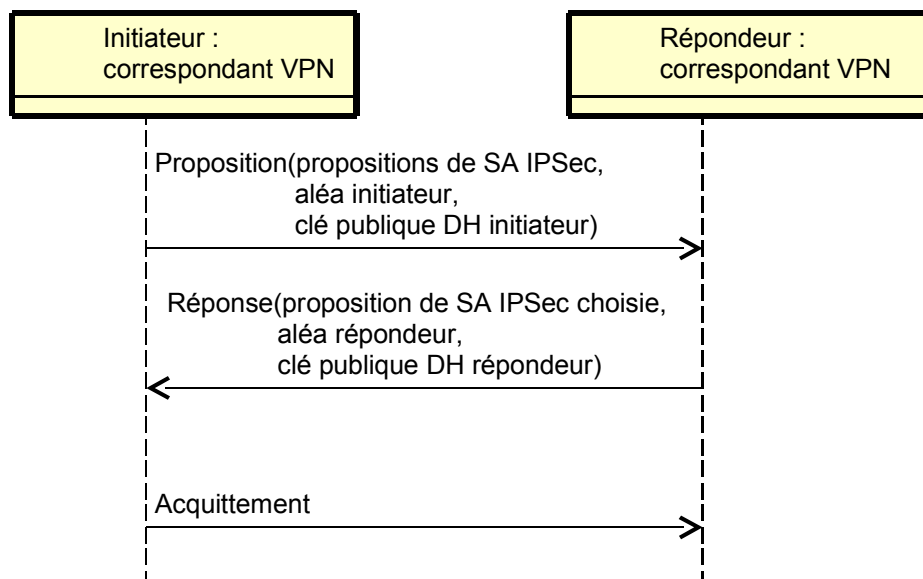 Initiateur :
correspondant VPN
Répondeur :
correspondant VPN
Proposition(propositions de SA IPSec,
aléa initiateur,
clé publique DH initiateur)
Réponse(proposition de SA IPSec choisie,
aléa répondeur,
clé publique DH répondeur)
Acquittement